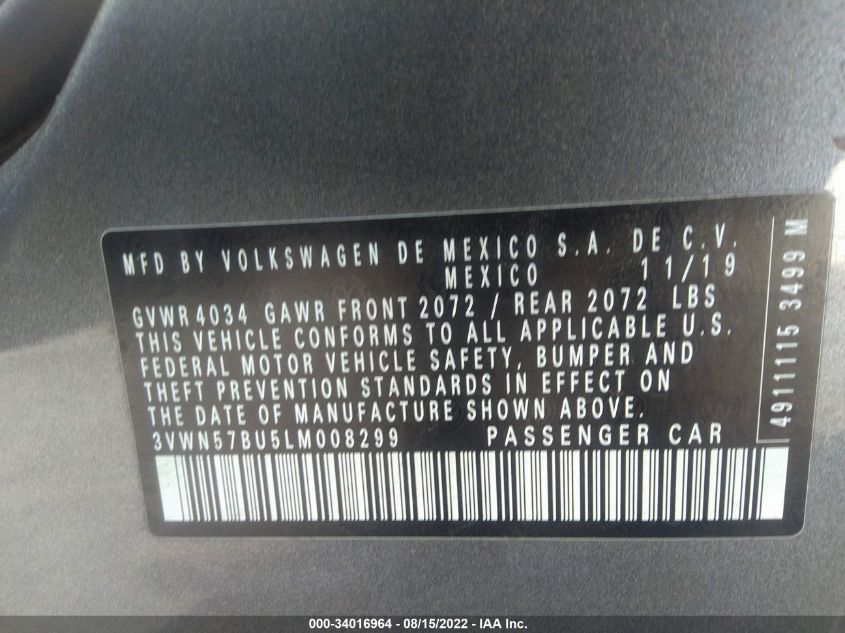 MFD BY VOLKSWAGEN DE MEXICO S.A. DE C.V.
MEXICO 11/19
GVWR 4034 GAWR FRONT 2072 / REAR 2072 LBS
THIS VEHICLE CONFORMS TO ALL APPLICABLE U.S.
FEDERAL MOTOR VEHICLE SAFETY, BUMPER AND
THEFT PREVENTION STANDARDS IN EFFECT ON
THE DATE OF MANUFACTURE SHOWN ABOVE.
3VWN57BU5LM008299 PASSENGER CAR
4911115 3499 M
000-34016964 - 08/15/2022 - IAA Inc.